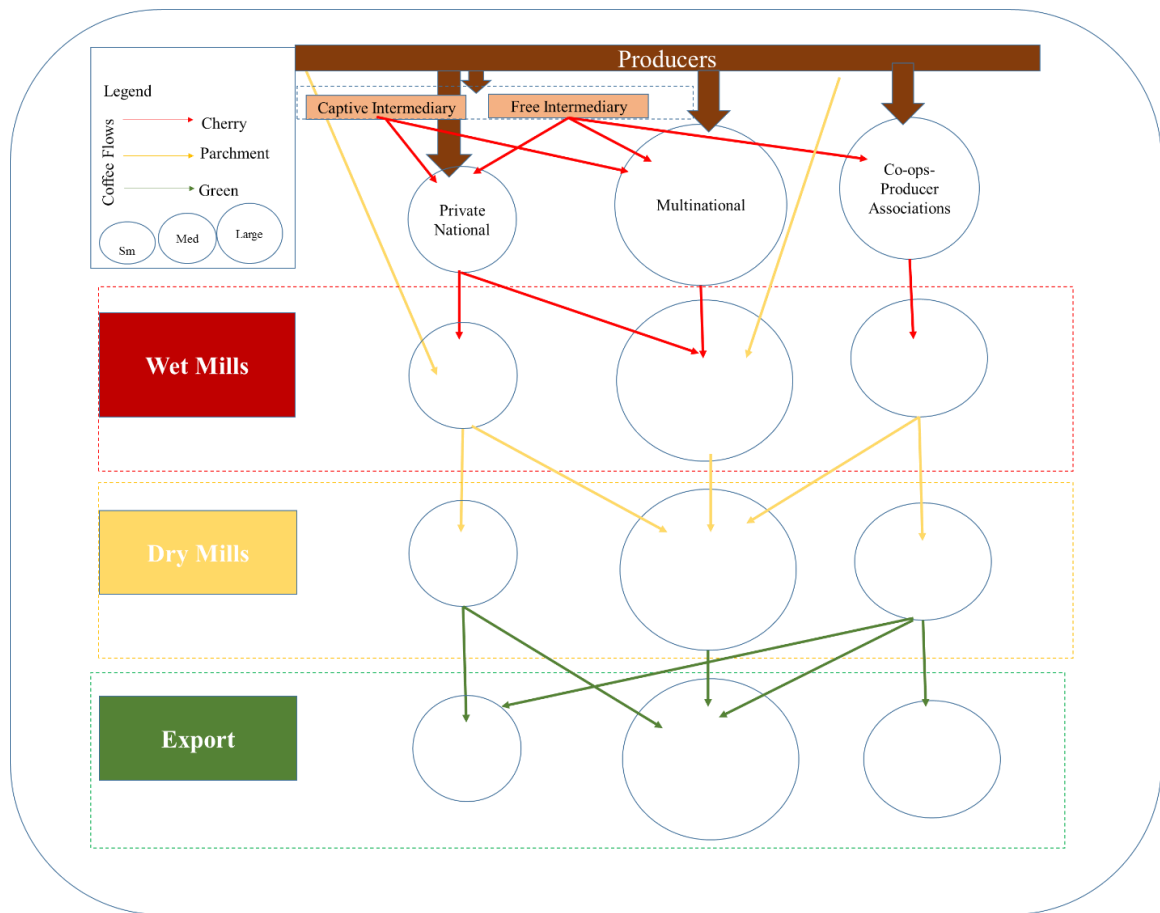 Producers
Legend
Coffee Flows
Cherry
Parchment
Green
Sm
Med
Large
Captive Intermediary
Free Intermediary
Private
National
Multinational
Co-ops-
Producer
Associations
Wet Mills
Dry Mills
Export